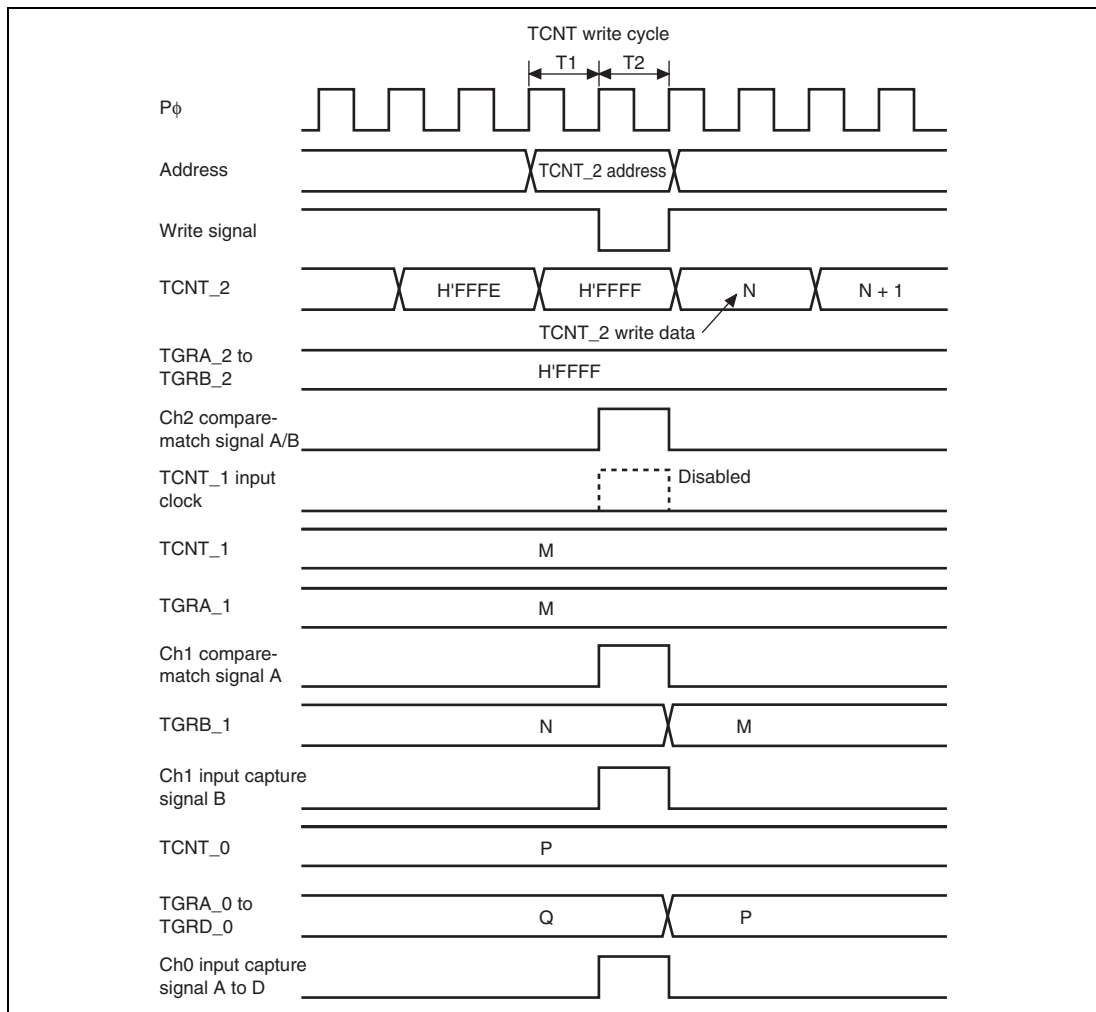 TCNT write cycle
T1 T2
Pϕ
Address
TCNT_2 address
Write signal
TCNT_2
H'FFFE H'FFFF N N + 1
TCNT_2 write data
TGRA_2 to
TGRB_2
H'FFFF
Ch2 compare-
match signal A/B
TCNT_1 input
clock
Disabled
TCNT_1
M
TGRA_1
M
Ch1 compare-
match signal A
TGRB_1
N M
Ch1 input capture
signal B
TCNT_0
P
TGRA_0 to
TGRD_0
Q P
Ch0 input capture
signal A to D